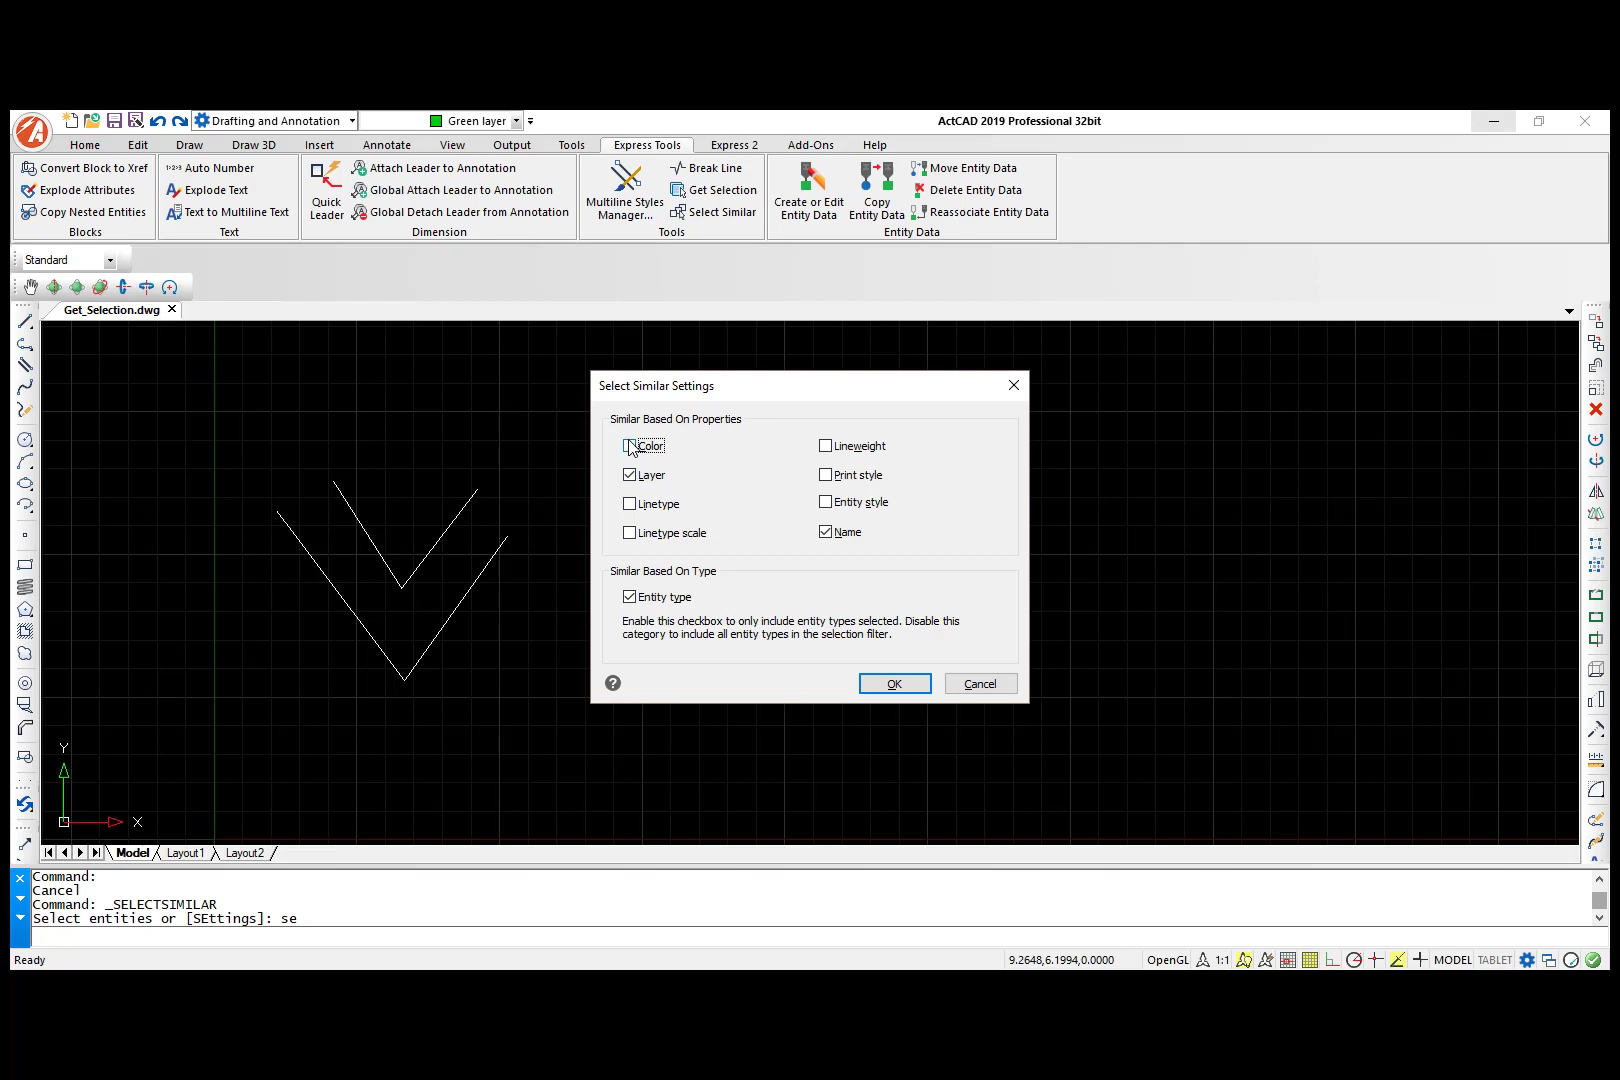 Drafting and Annotation
Green layer
ActCAD 2019 Professional 32bit
Home Edit Draw Draw 3D Insert Annotate View Output Tools Express Tools Express 2 Add-Ons Help
Convert Block to Xref
Explode Attributes
Copy Nested Entities
Blocks
Auto Number
Explode Text
Text to Multiline Text
Text
Quick
Leader
Attach Leader to Annotation
Global Attach Leader to Annotation
Global Detach Leader from Annotation
Dimension
Multiline Styles
Manager...
Break Line
Get Selection
Select Similar
Tools
Create or Edit
Entity Data
Copy
Entity Data
Move Entity Data
Delete Entity Data
Reassociate Entity Data
Entity Data
Standard
Get_Selection.dwg
Select Similar Settings
Similar Based On Properties
Color
Layer
Linetype
Linetype scale
Lineweight
Print style
Entity style
Name
Similar Based On Type
Entity type
Enable this checkbox to only include entity types selected. Disable this
category to include all entity types in the selection filter.
OK
Cancel
Y
X
Model Layout1 Layout2
Command:
Cancel
Command: _SELECTSIMILAR
Select entities or [SEttings]: se
Ready
9.2648,6.1994,0.0000
OpenGL
1:1
MODEL
TABLET